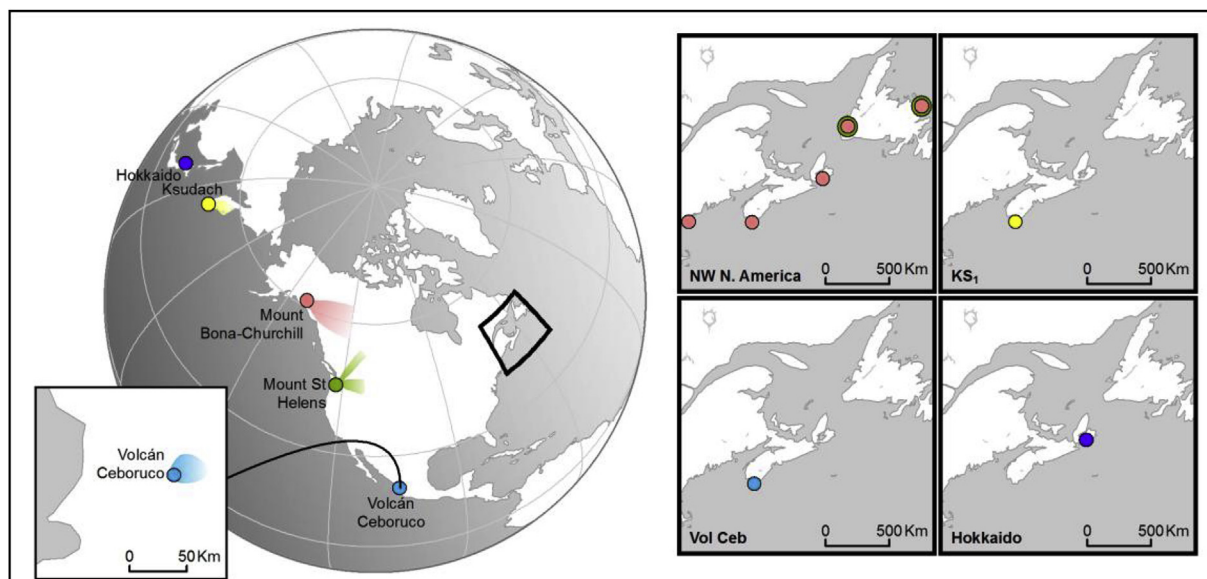 Hokkaido
Ksudach
Mount
Bona-Churchill
Mount St
Helens
Volcán
Ceboruco
Volcán
Ceboruco
0 50 Km
NW N. America
0 500 Km
KS₁
0 500 Km
Vol Ceb
0 500 Km
Hokkaido
0 500 Km